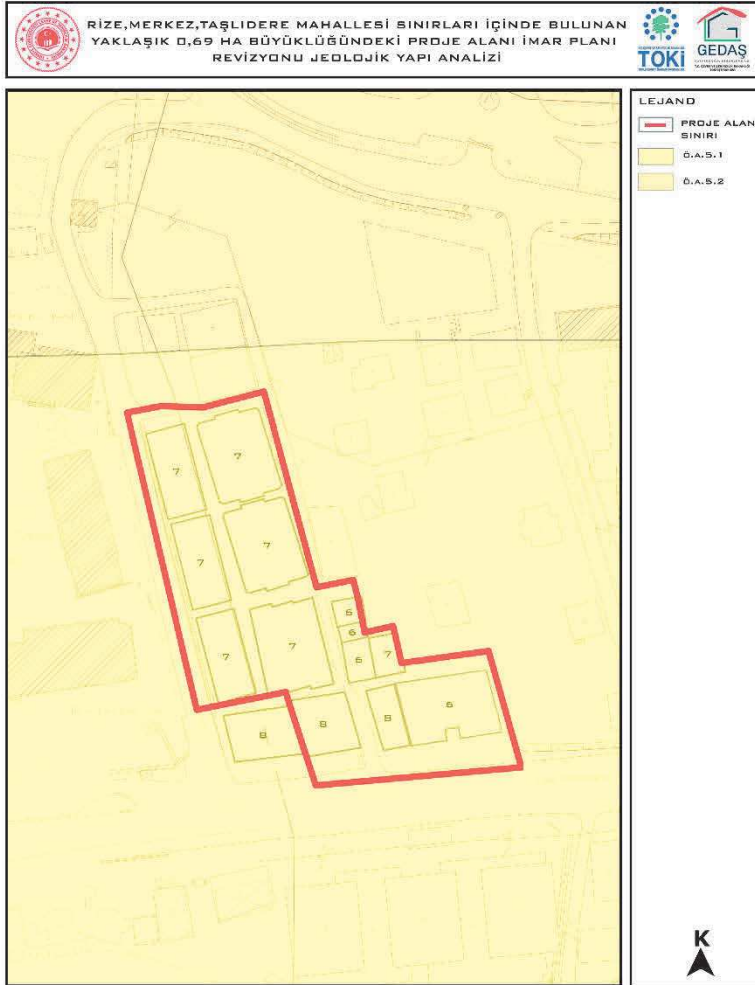 RİZE,MERKEZ,TAŞLIDERE MAHALLESİ SINIRLARI İÇİNDE BULUNAN
YAKLAŞIK 0,69 HA BÜYÜKLÜĞÜNDEKİ PROJE ALANI İMAR PLANI
REVİZYONU JEOLOJİK YAPI ANALİZİ
TOKİ
GEDAŞ
LEJAND
PROJE ALAN
SINIRI
Ö.A.5.1
Ö.A.5.2
7
7
7
7
7
7
6
6
6
7
8
8
8
6
K